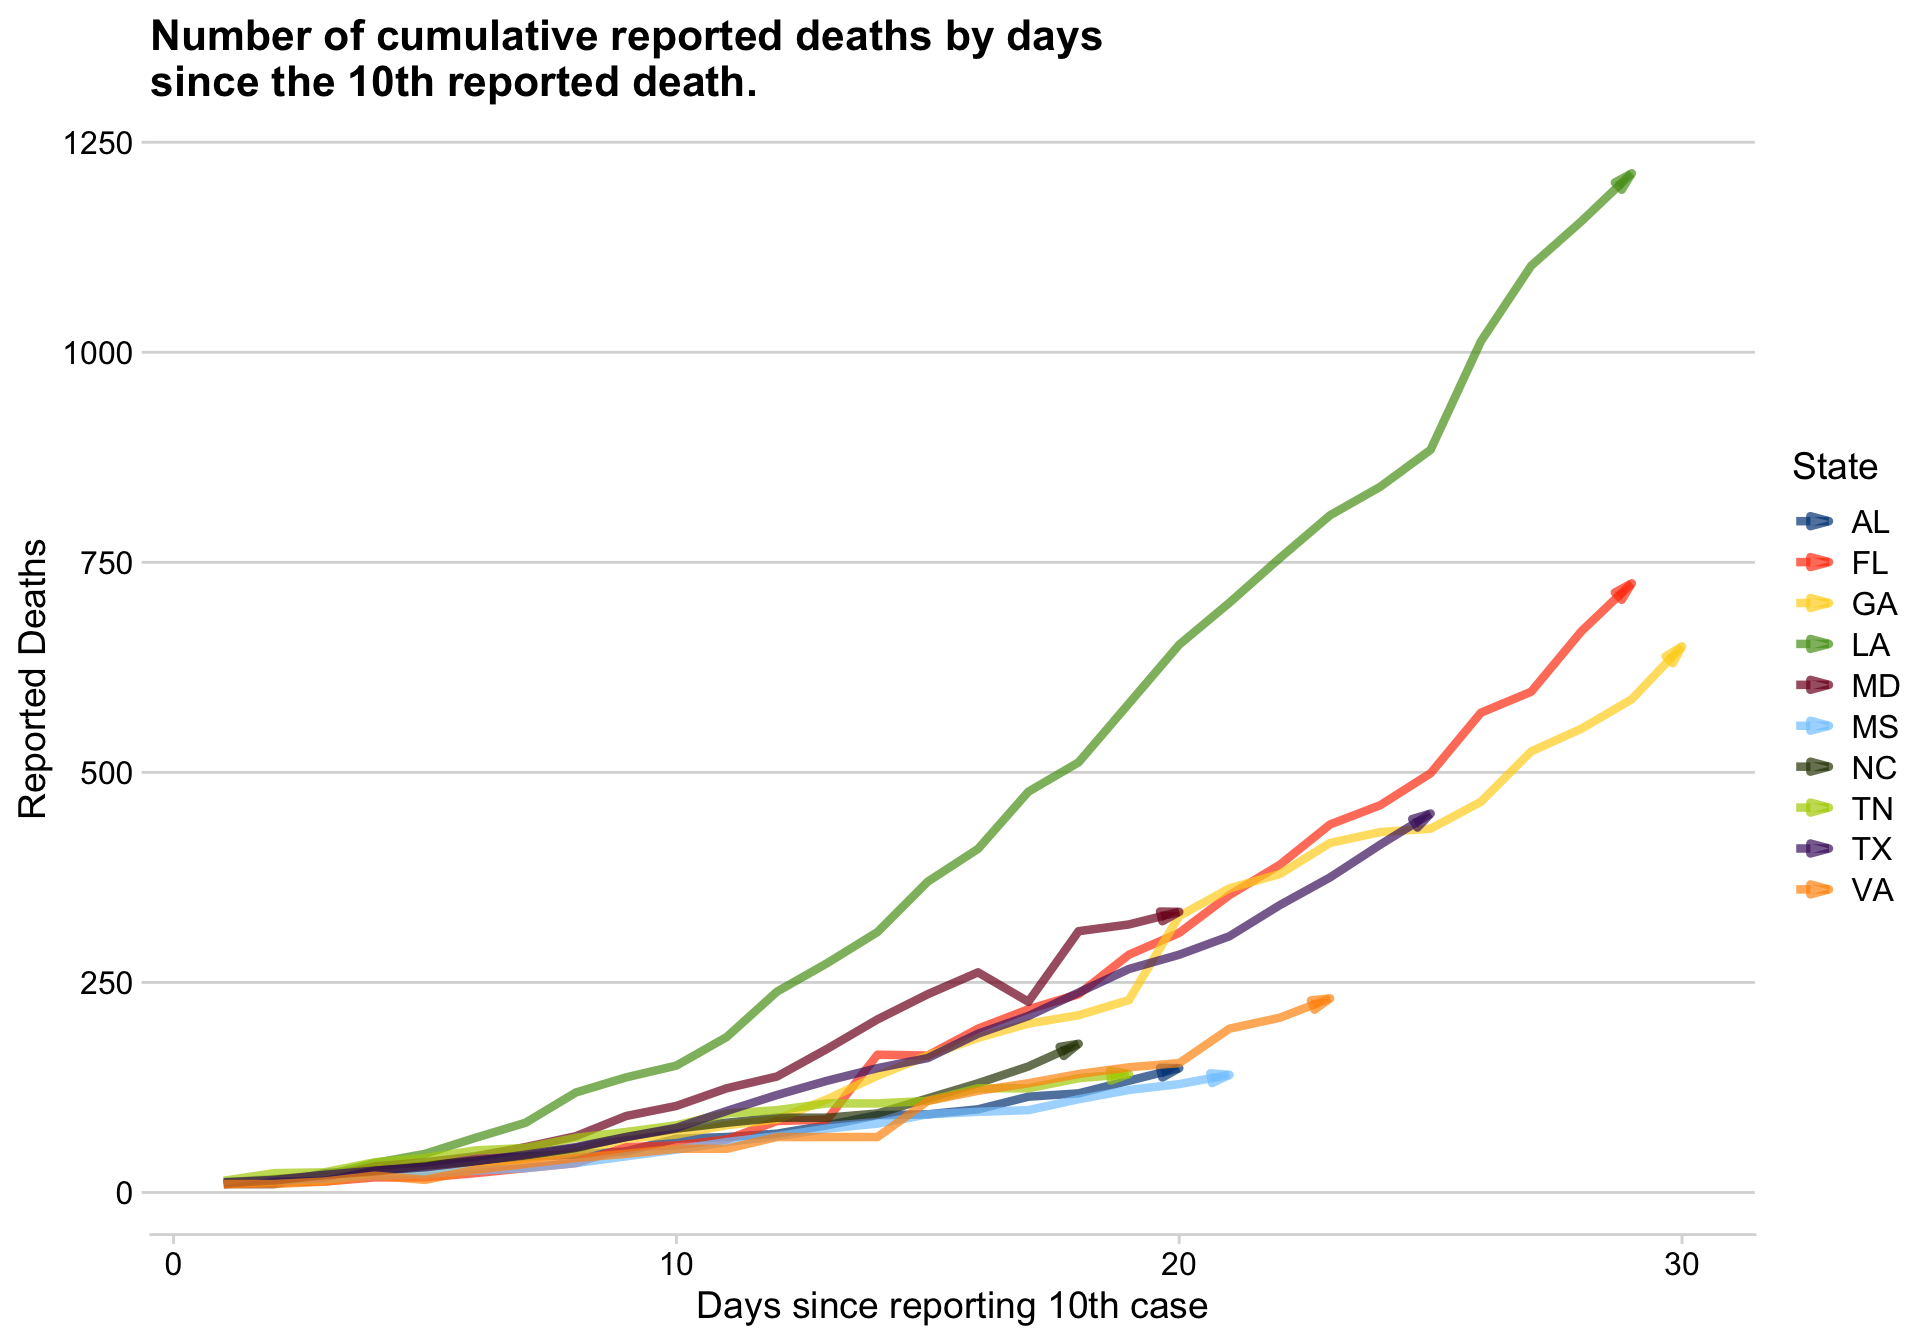 Number of cumulative reported deaths by days
since the 10th reported death.
1250
1000
750
500
250
0
Reported Deaths
0 10 20 30
Days since reporting 10th case
State
AL
FL
GA
LA
MD
MS
NC
TN
TX
VA